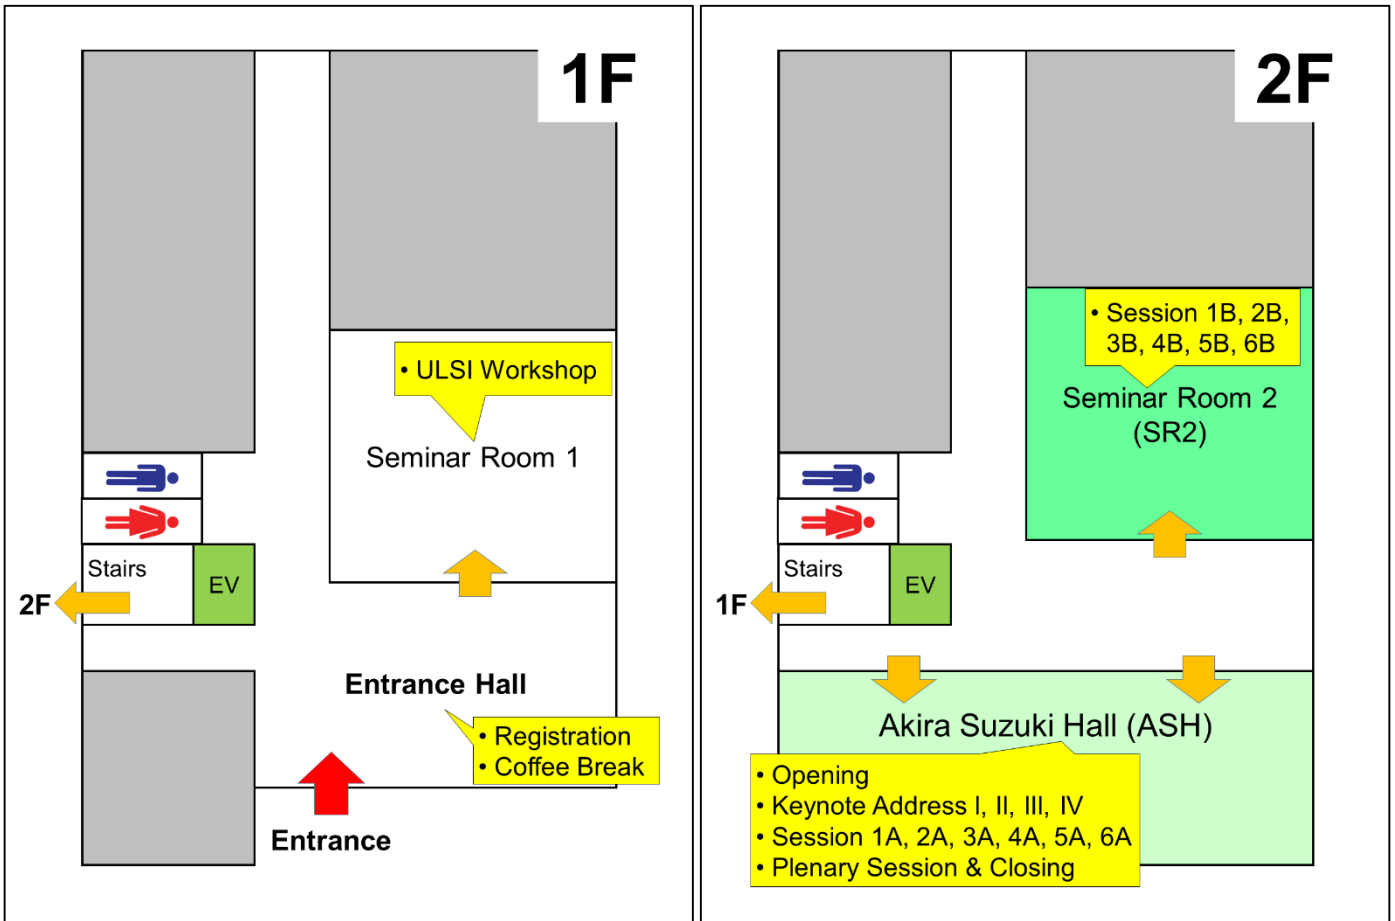 1F
• ULSI Workshop
Seminar Room 1
Stairs
EV
2F
Entrance Hall
• Registration
• Coffee Break
Entrance
2F
• Session 1B, 2B,
3B, 4B, 5B, 6B
Seminar Room 2
(SR2)
Stairs
EV
1F
Akira Suzuki Hall (ASH)
• Opening
• Keynote Address I, II, III, IV
• Session 1A, 2A, 3A, 4A, 5A, 6A
• Plenary Session & Closing